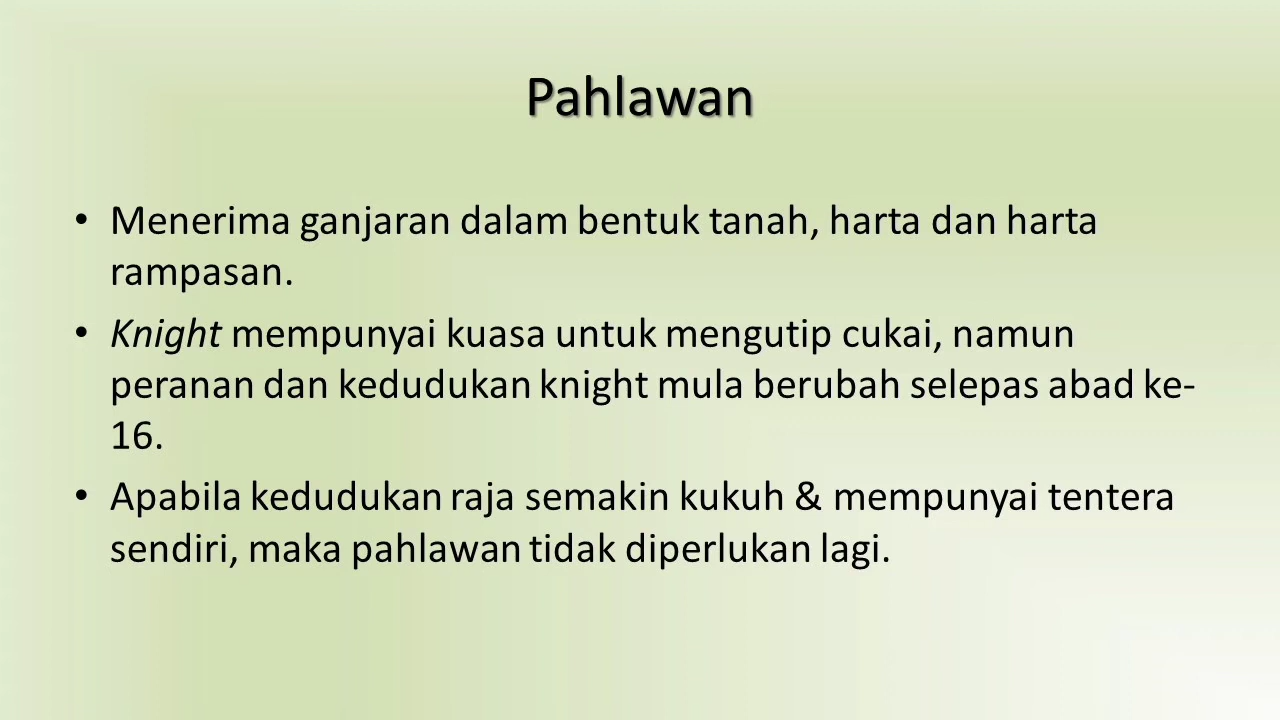 Pahlawan
• Menerima ganjaran dalam bentuk tanah, harta dan harta
rampasan.
• Knight mempunyai kuasa untuk mengutip cukai, namun
peranan dan kedudukan knight mula berubah selepas abad ke-
16.
• Apabila kedudukan raja semakin kukuh & mempunyai tentera
sendiri, maka pahlawan tidak diperlukan lagi.